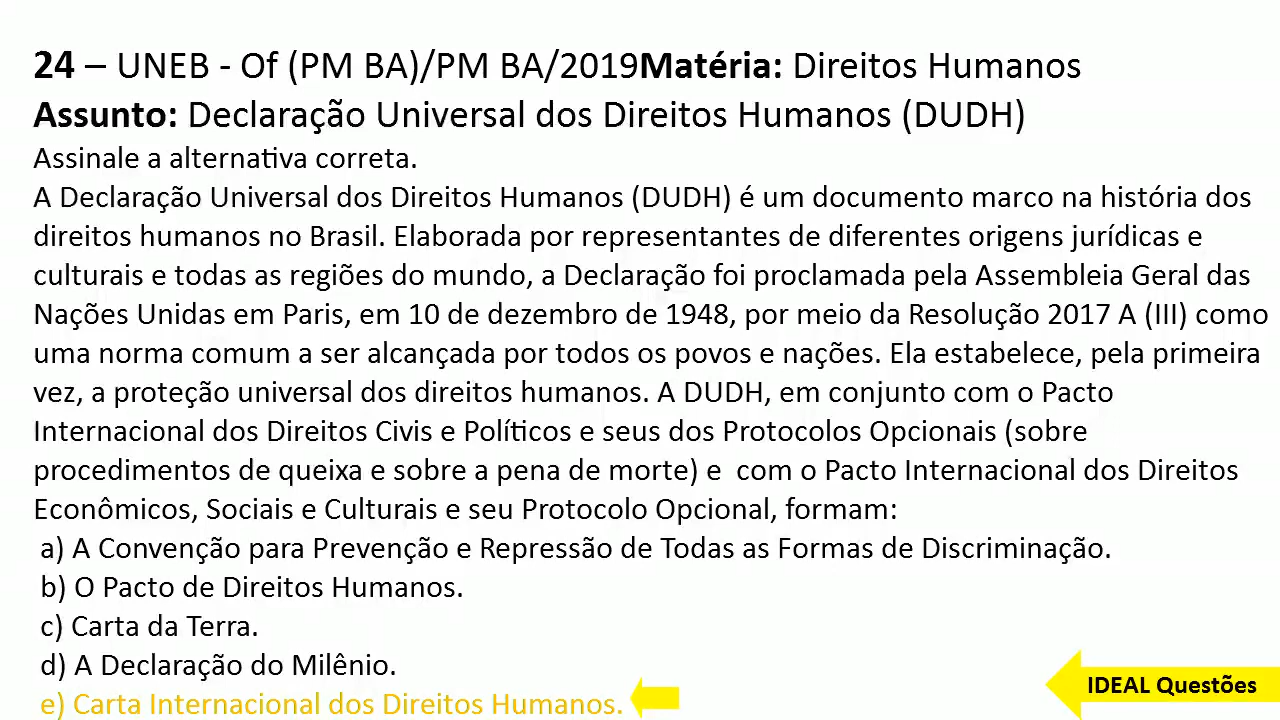 24 – UNEB - Of (PM BA)/PM BA/2019Matéria: Direitos Humanos
Assunto: Declaração Universal dos Direitos Humanos (DUDH)
Assinale a alternativa correta.
A Declaração Universal dos Direitos Humanos (DUDH) é um documento marco na história dos
direitos humanos no Brasil. Elaborada por representantes de diferentes origens jurídicas e
culturais e todas as regiões do mundo, a Declaração foi proclamada pela Assembleia Geral das
Nações Unidas em Paris, em 10 de dezembro de 1948, por meio da Resolução 2017 A (III) como
uma norma comum a ser alcançada por todos os povos e nações. Ela estabelece, pela primeira
vez, a proteção universal dos direitos humanos. A DUDH, em conjunto com o Pacto
Internacional dos Direitos Civis e Políticos e seus dos Protocolos Opcionais (sobre
procedimentos de queixa e sobre a pena de morte) e  com o Pacto Internacional dos Direitos
Econômicos, Sociais e Culturais e seu Protocolo Opcional, formam:
a) A Convenção para Prevenção e Repressão de Todas as Formas de Discriminação.
b) O Pacto de Direitos Humanos.
c) Carta da Terra.
d) A Declaração do Milênio.
e) Carta Internacional dos Direitos Humanos.
IDEAL Questões